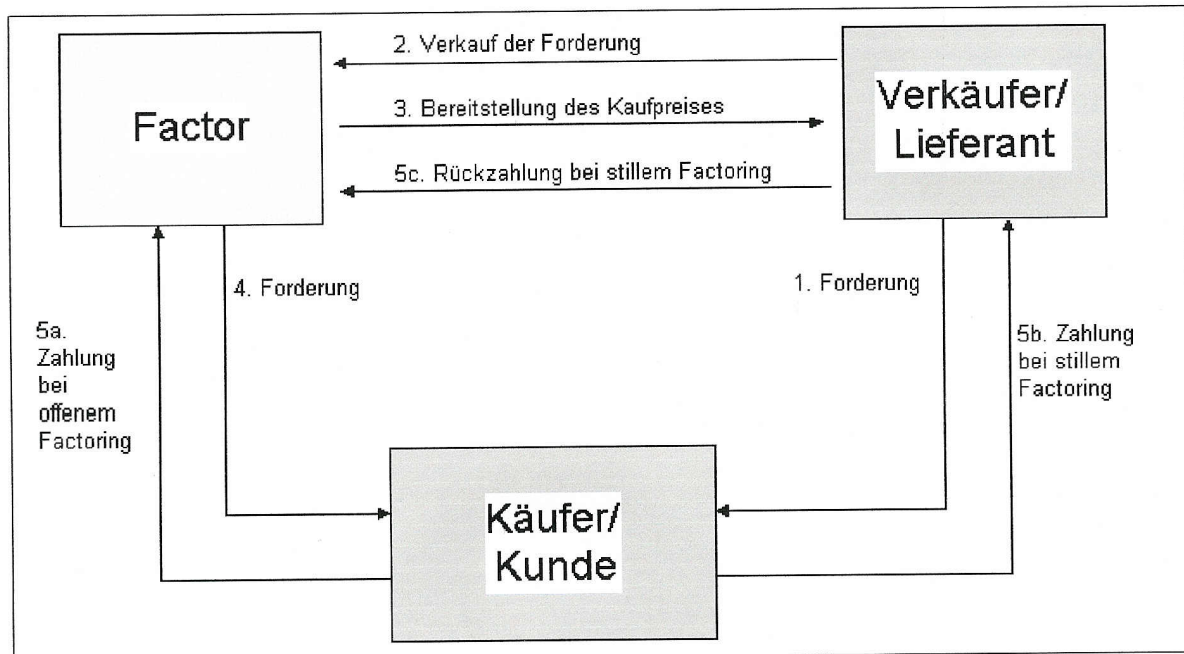 2. Verkauf der Forderung
Factor
3. Bereitstellung des Kaufpreises
Verkäufer/
Lieferant
5c. Rückzahlung bei stillem Factoring
4. Forderung
1. Forderung
5a.
Zahlung
bei
offenem
Factoring
5b. Zahlung
bei stillem
Factoring
Käufer/
Kunde